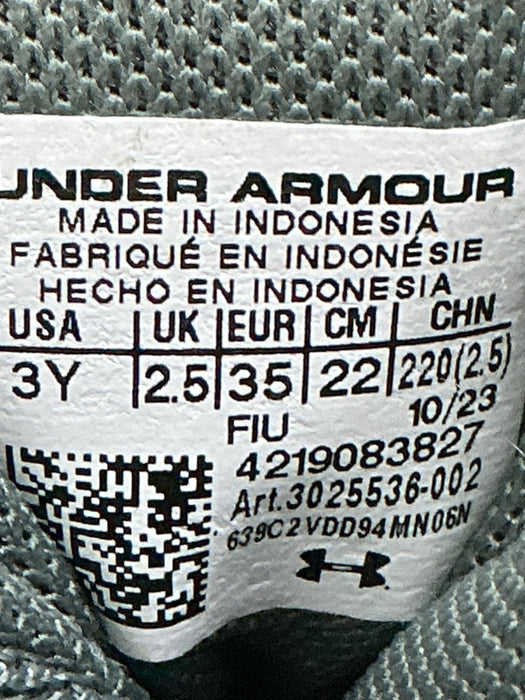 UNDER ARMOUR
MADE IN INDONESIA
FABRIQUÉ EN INDONÉSIE
HECHO EN INDONESIA
USA UK EUR CM CHN
3Y 2.5 35 22 220(2.5)
10/23
FIU
4219083827
Art.3025536-002
639C2VDD94MN06N